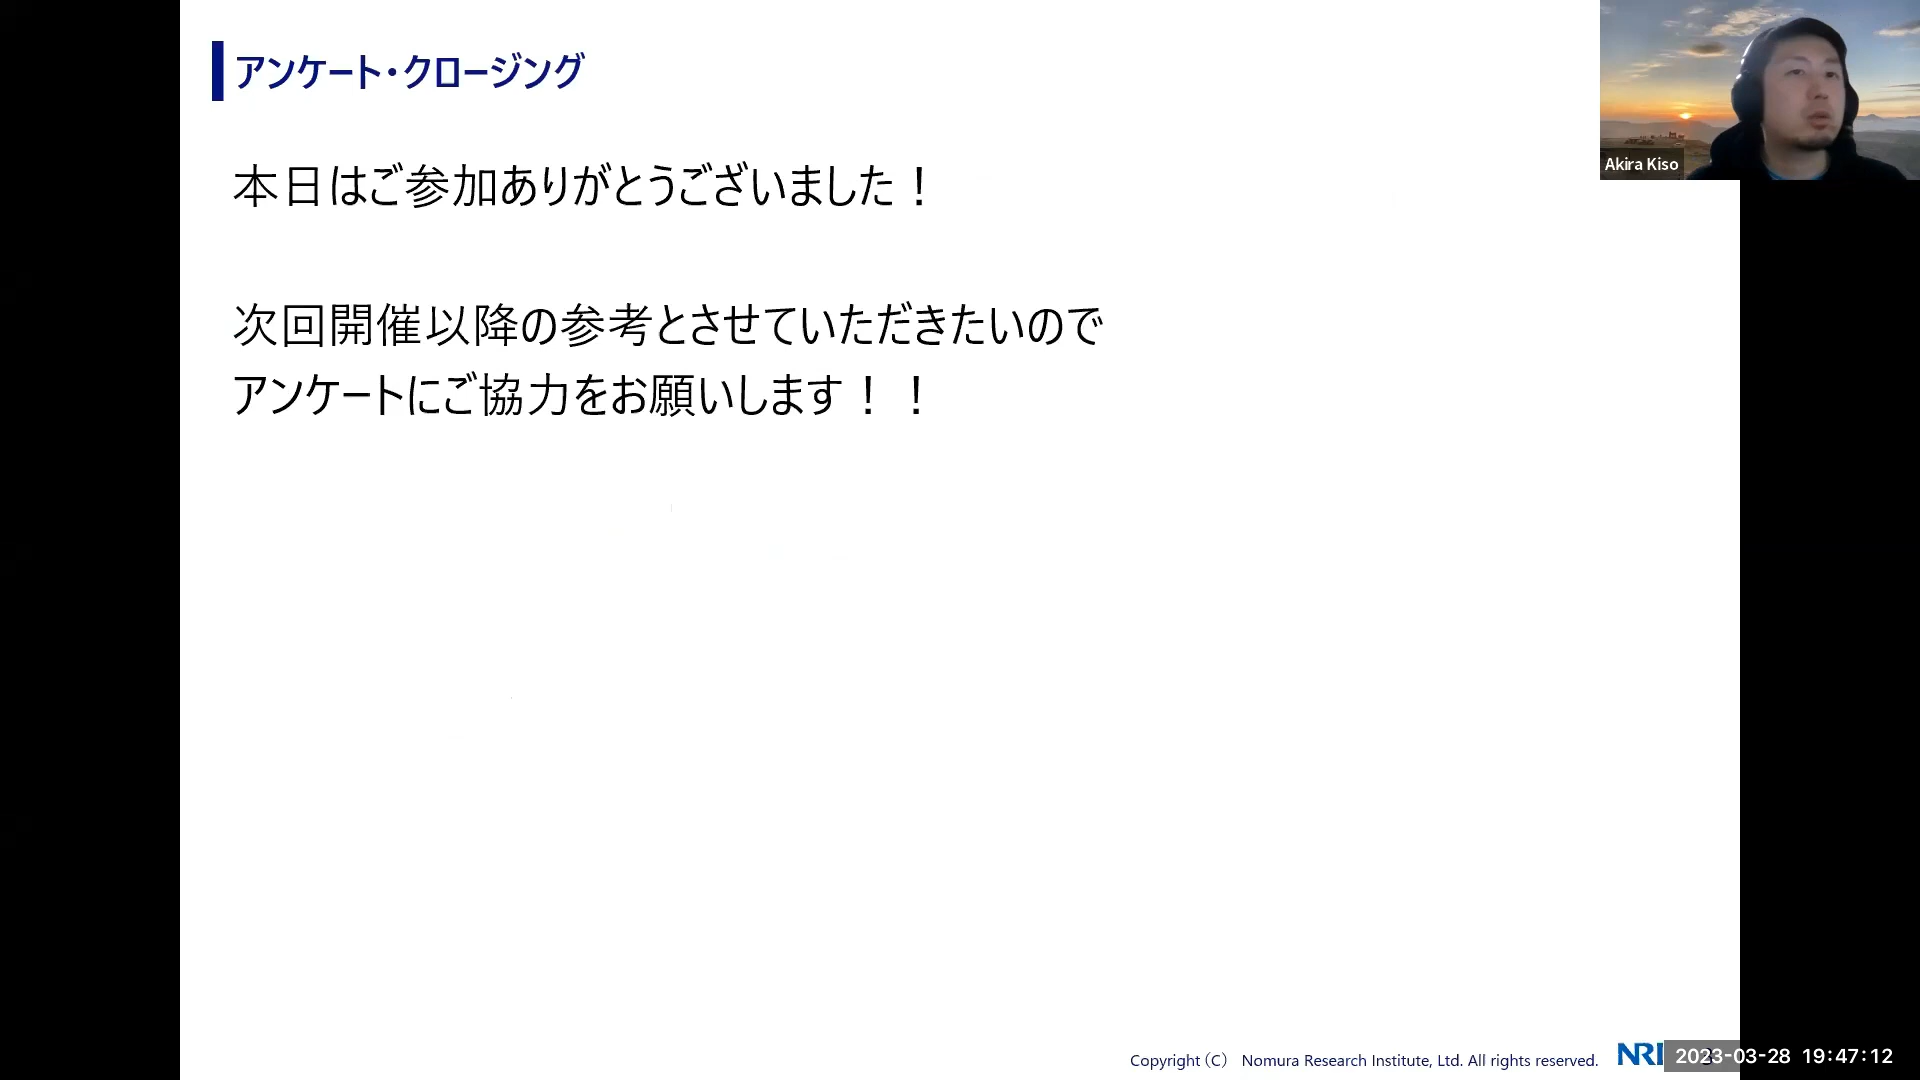 アンケート・クロージング
Akira Kiso
本日はご参加ありがとうございました！
次回開催以降の参考とさせていただきたいので
アンケートにご協力をお願いします！！
Copyright（C） Nomura Research Institute, Ltd. All rights reserved.
NRI
2023-03-28 19:47:12